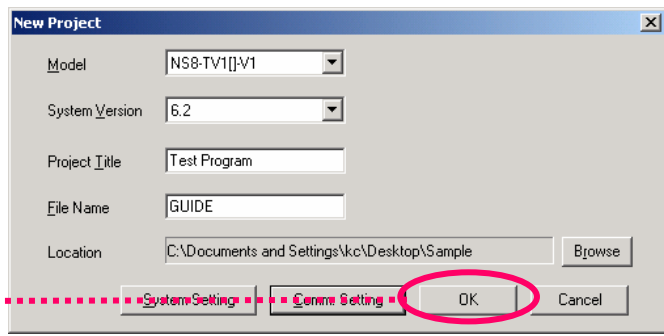 New Project
Model NS8-TV1[]-V1
System Version 6.2
Project Title Test Program
File Name GUIDE
Location C:\Documents and Settings\kc\Desktop\Sample Browse
System Setting Comm. Setting OK Cancel